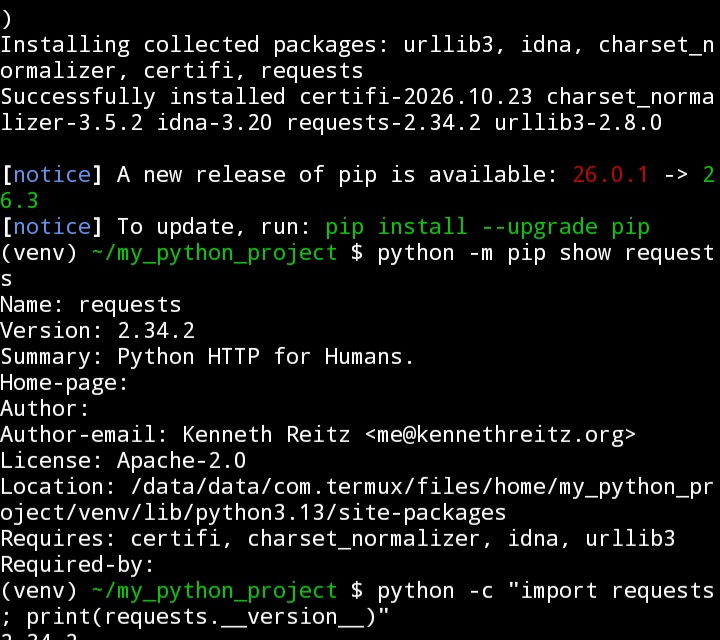 )
Installing collected packages: urllib3, idna, charset_n
ormalizer, certifi, requests
Successfully installed certifi-2026.10.23 charset_norma
lizer-3.5.2 idna-3.20 requests-2.34.2 urllib3-2.8.0
[notice] A new release of pip is available: 26.0.1 -> 2
6.3
[notice] To update, run: pip install --upgrade pip
(venv) ~/my_python_project $ python -m pip show request
s
Name: requests
Version: 2.34.2
Summary: Python HTTP for Humans.
Home-page:
Author:
Author-email: Kenneth Reitz <me@kennethreitz.org>
License: Apache-2.0
Location: /data/data/com.termux/files/home/my_python_pr
oject/venv/lib/python3.13/site-packages
Requires: certifi, charset_normalizer, idna, urllib3
Required-by:
(venv) ~/my_python_project $ python -c "import requests
; print(requests.__version__)"
2.34.2